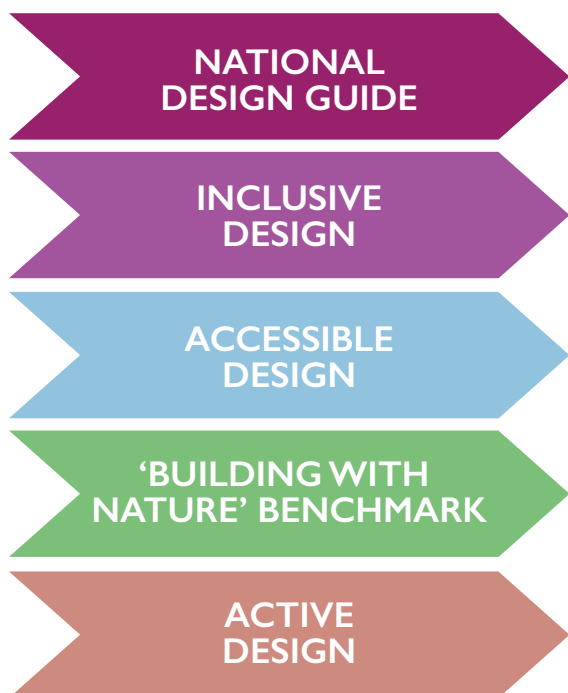 NATIONAL
DESIGN GUIDE
INCLUSIVE
DESIGN
ACCESSIBLE
DESIGN
‘BUILDING WITH
NATURE’ BENCHMARK
ACTIVE
DESIGN